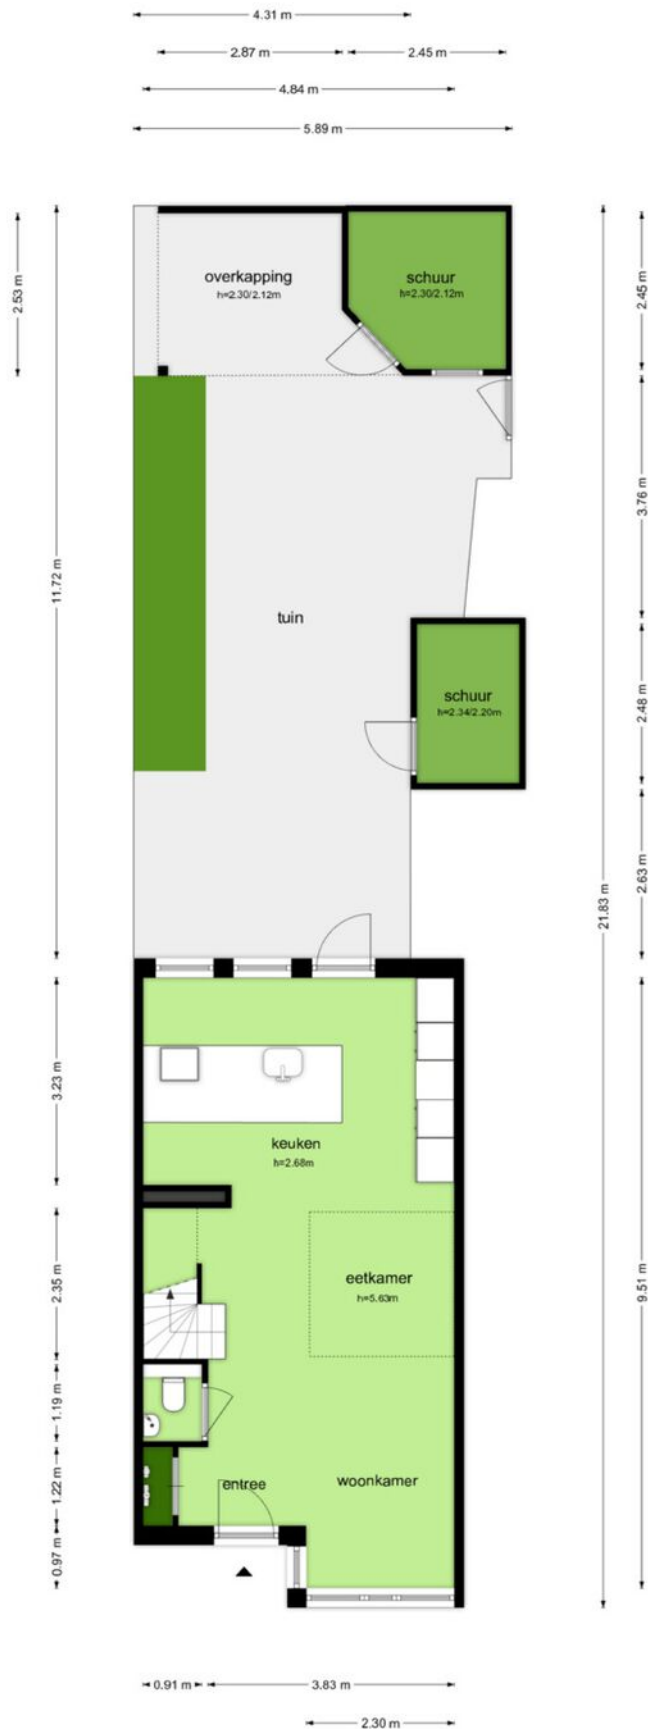 4.31 m
2.87 m
2.45 m
4.84 m
5.89 m
overkapping
h=2.30/2.12m
schuur
h=2.30/2.12m
2.53 m
2.45 m
3.76 m
11.72 m
tuin
schuur
h=2.34/2.20m
2.48 m
2.63 m
21.83 m
3.23 m
keuken
h=2.68m
2.35 m
eetkamer
h=5.63m
9.51 m
1.19 m
1.22 m
entree
woonkamer
0.97 m
0.91 m
3.83 m
2.30 m